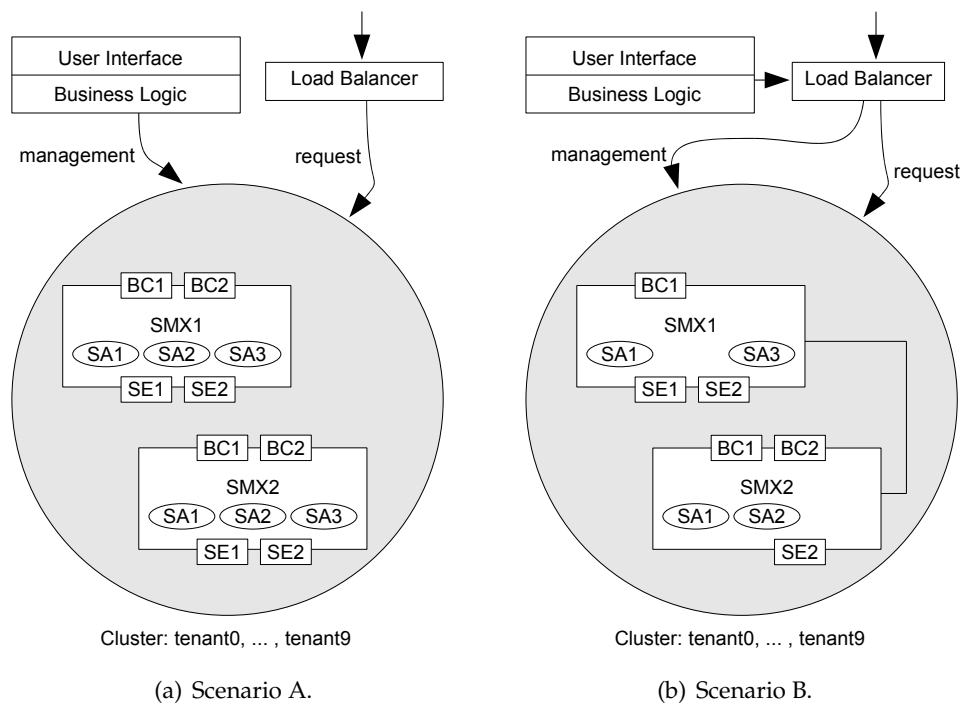 User Interface
Business Logic
Load Balancer
management
request
BC1 BC2
SMX1
SA1 SA2 SA3
SE1 SE2
BC1 BC2
SMX2
SA1 SA2 SA3
SE1 SE2
Cluster: tenant0, ... , tenant9
(a) Scenario A.
User Interface
Business Logic
Load Balancer
management
request
BC1
SMX1
SA1 SA3
SE1 SE2
BC1 BC2
SMX2
SA1 SA2
SE2
Cluster: tenant0, ... , tenant9
(b) Scenario B.